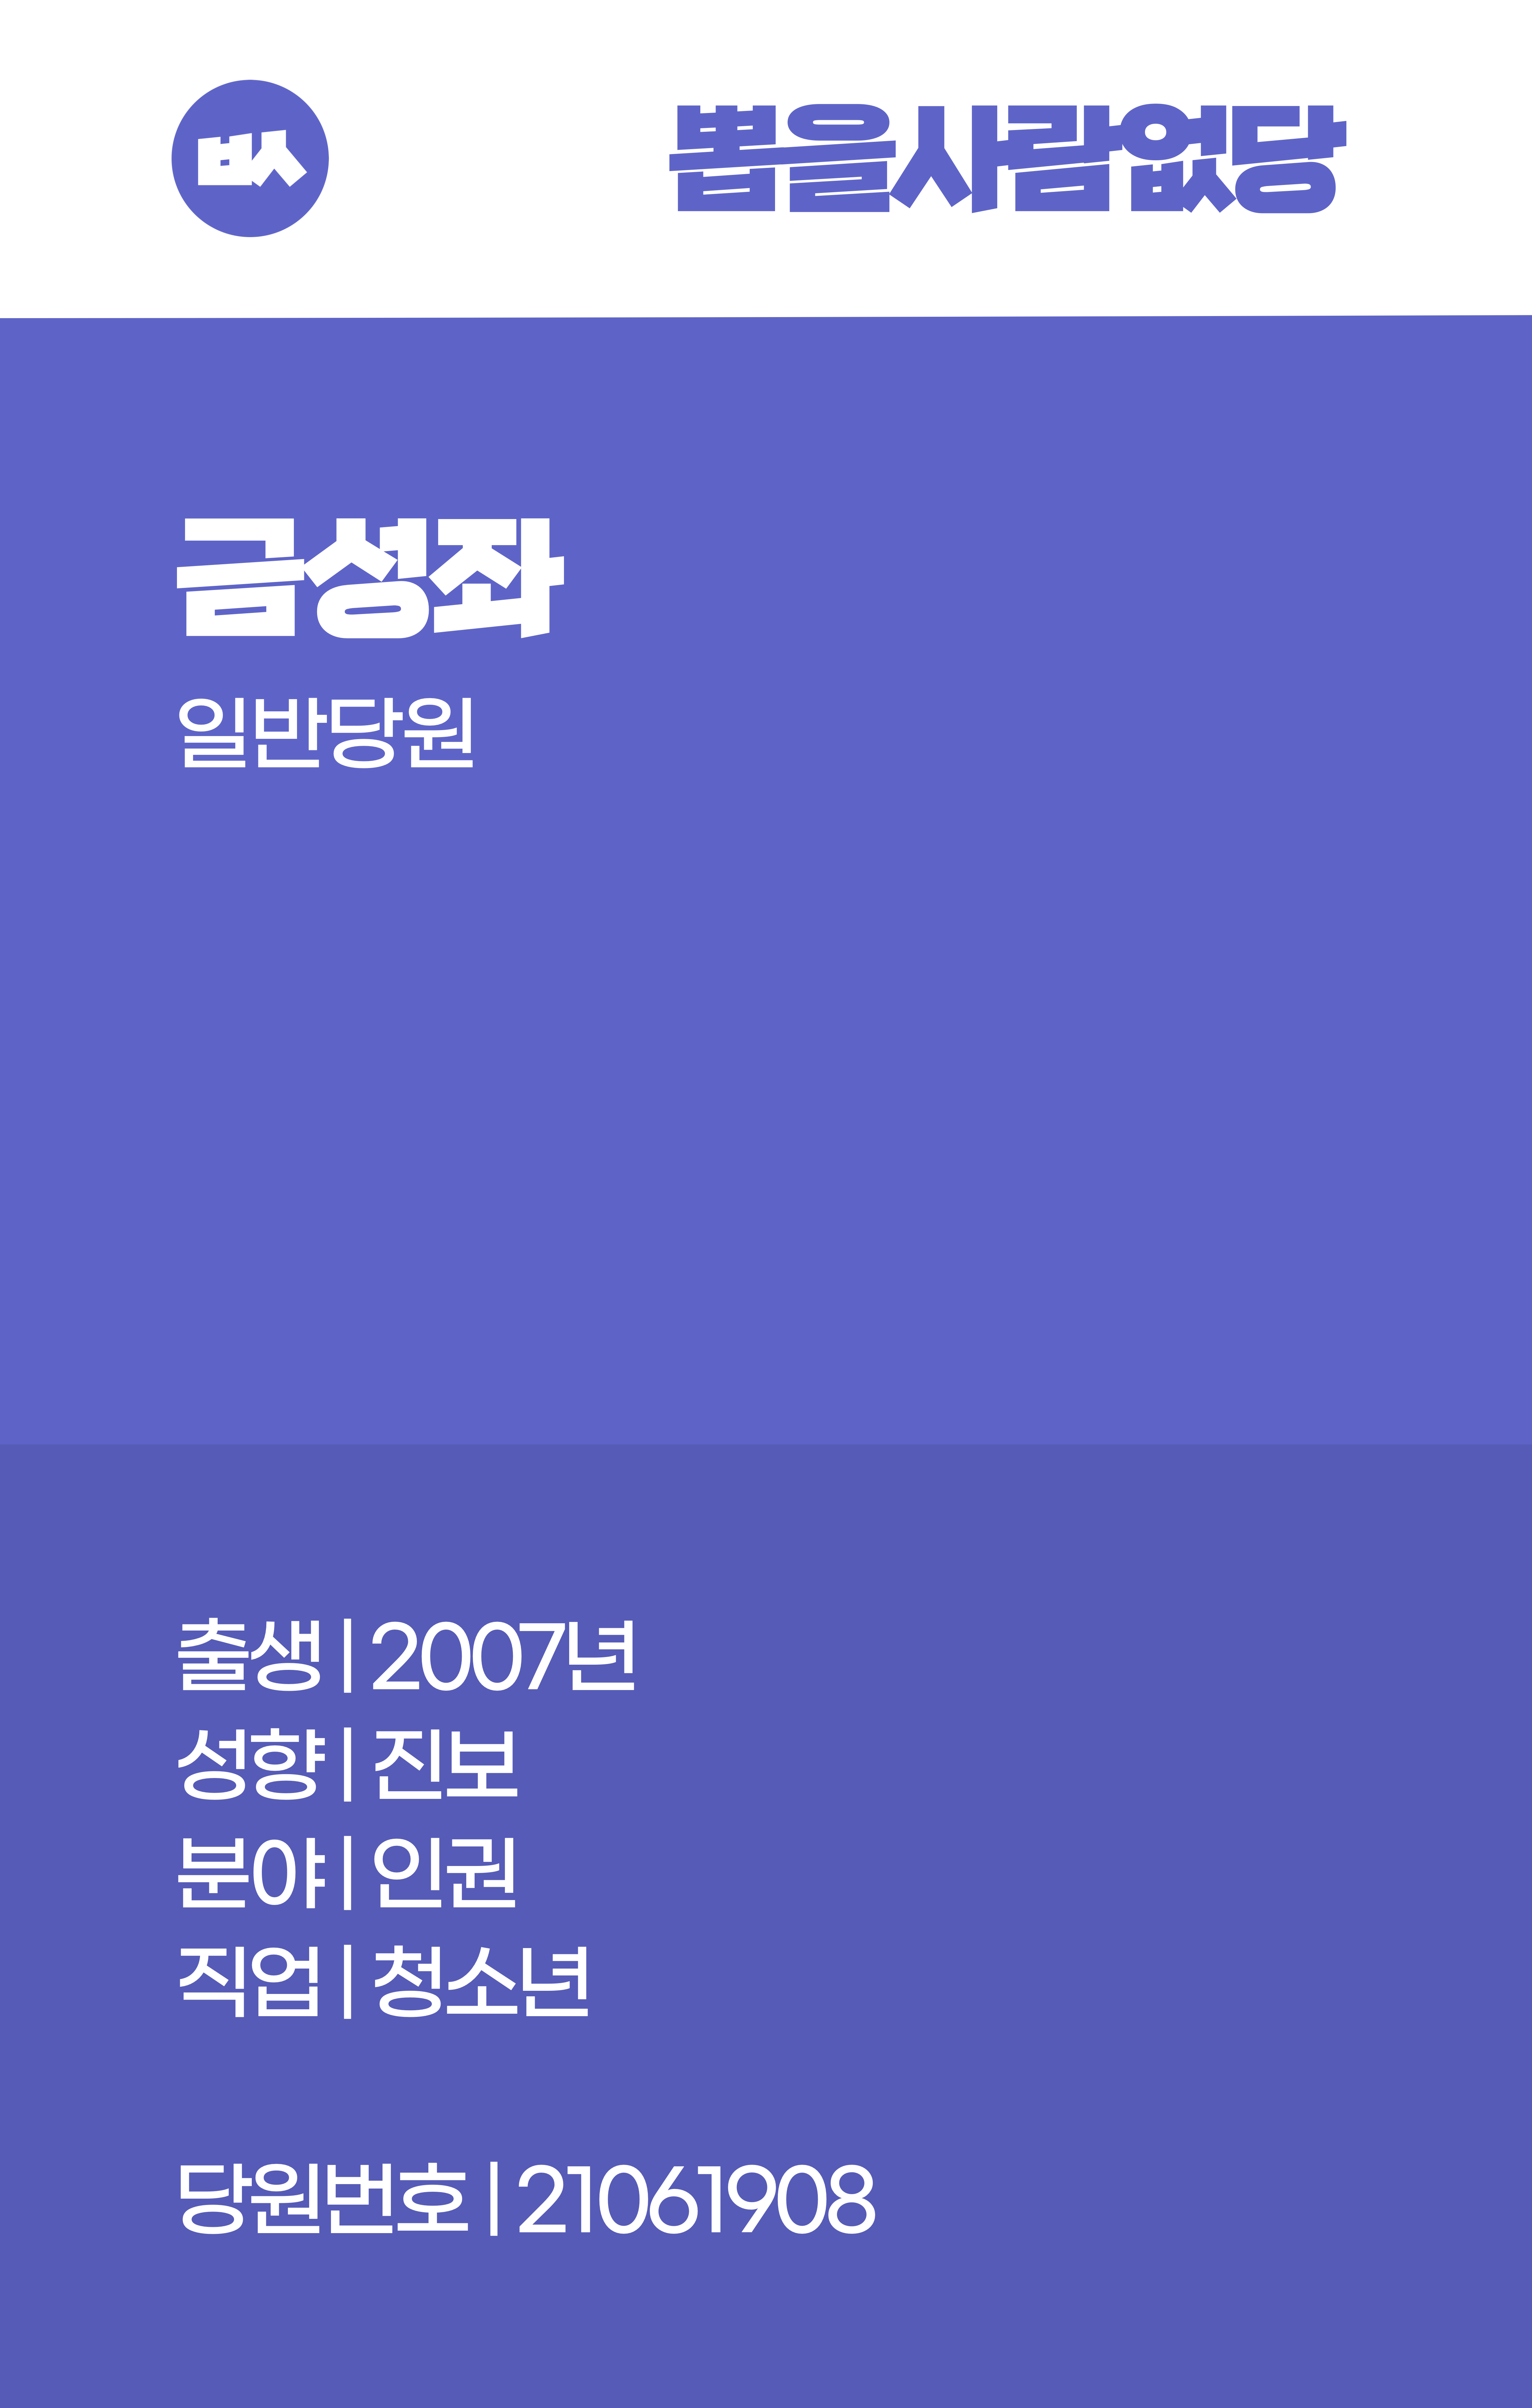 ㅄ
뽑을사람없당
금성좌
일반당원
출생 | 2007년
성향 | 진보
분야 | 인권
직업 | 청소년
당원번호 | 21061908